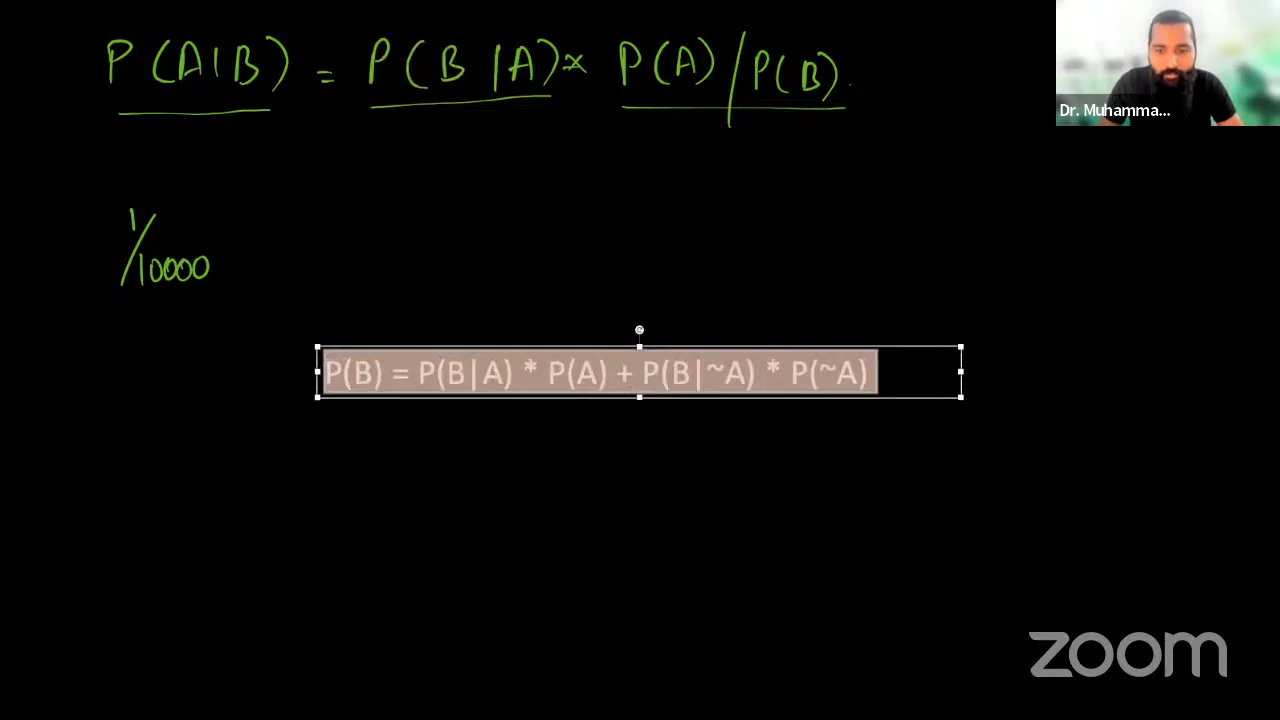 P(A|B) = P(B|A) × P(A)/P(B).
Dr. Muhamma...
1/10000
P(B) = P(B|A) * P(A) + P(B|~A) * P(~A)
zoom